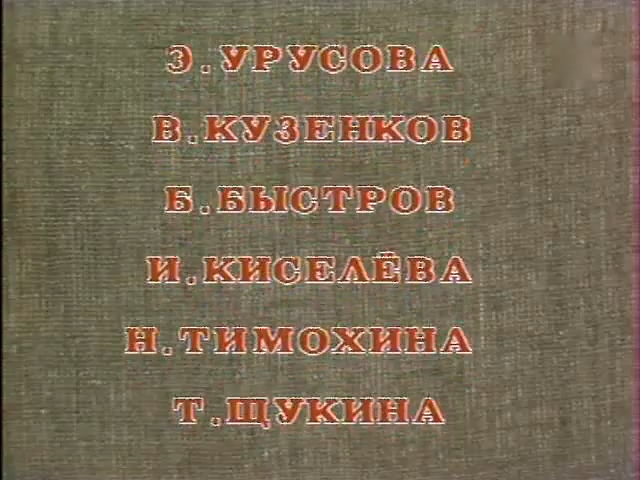 Э.УРУСОВА
В.КУЗЕНКОВ
Б.БЫСТРОВ
И.КИСЕЛЁВА
Н.ТИМОХИНА
Т.ЩУКИНА